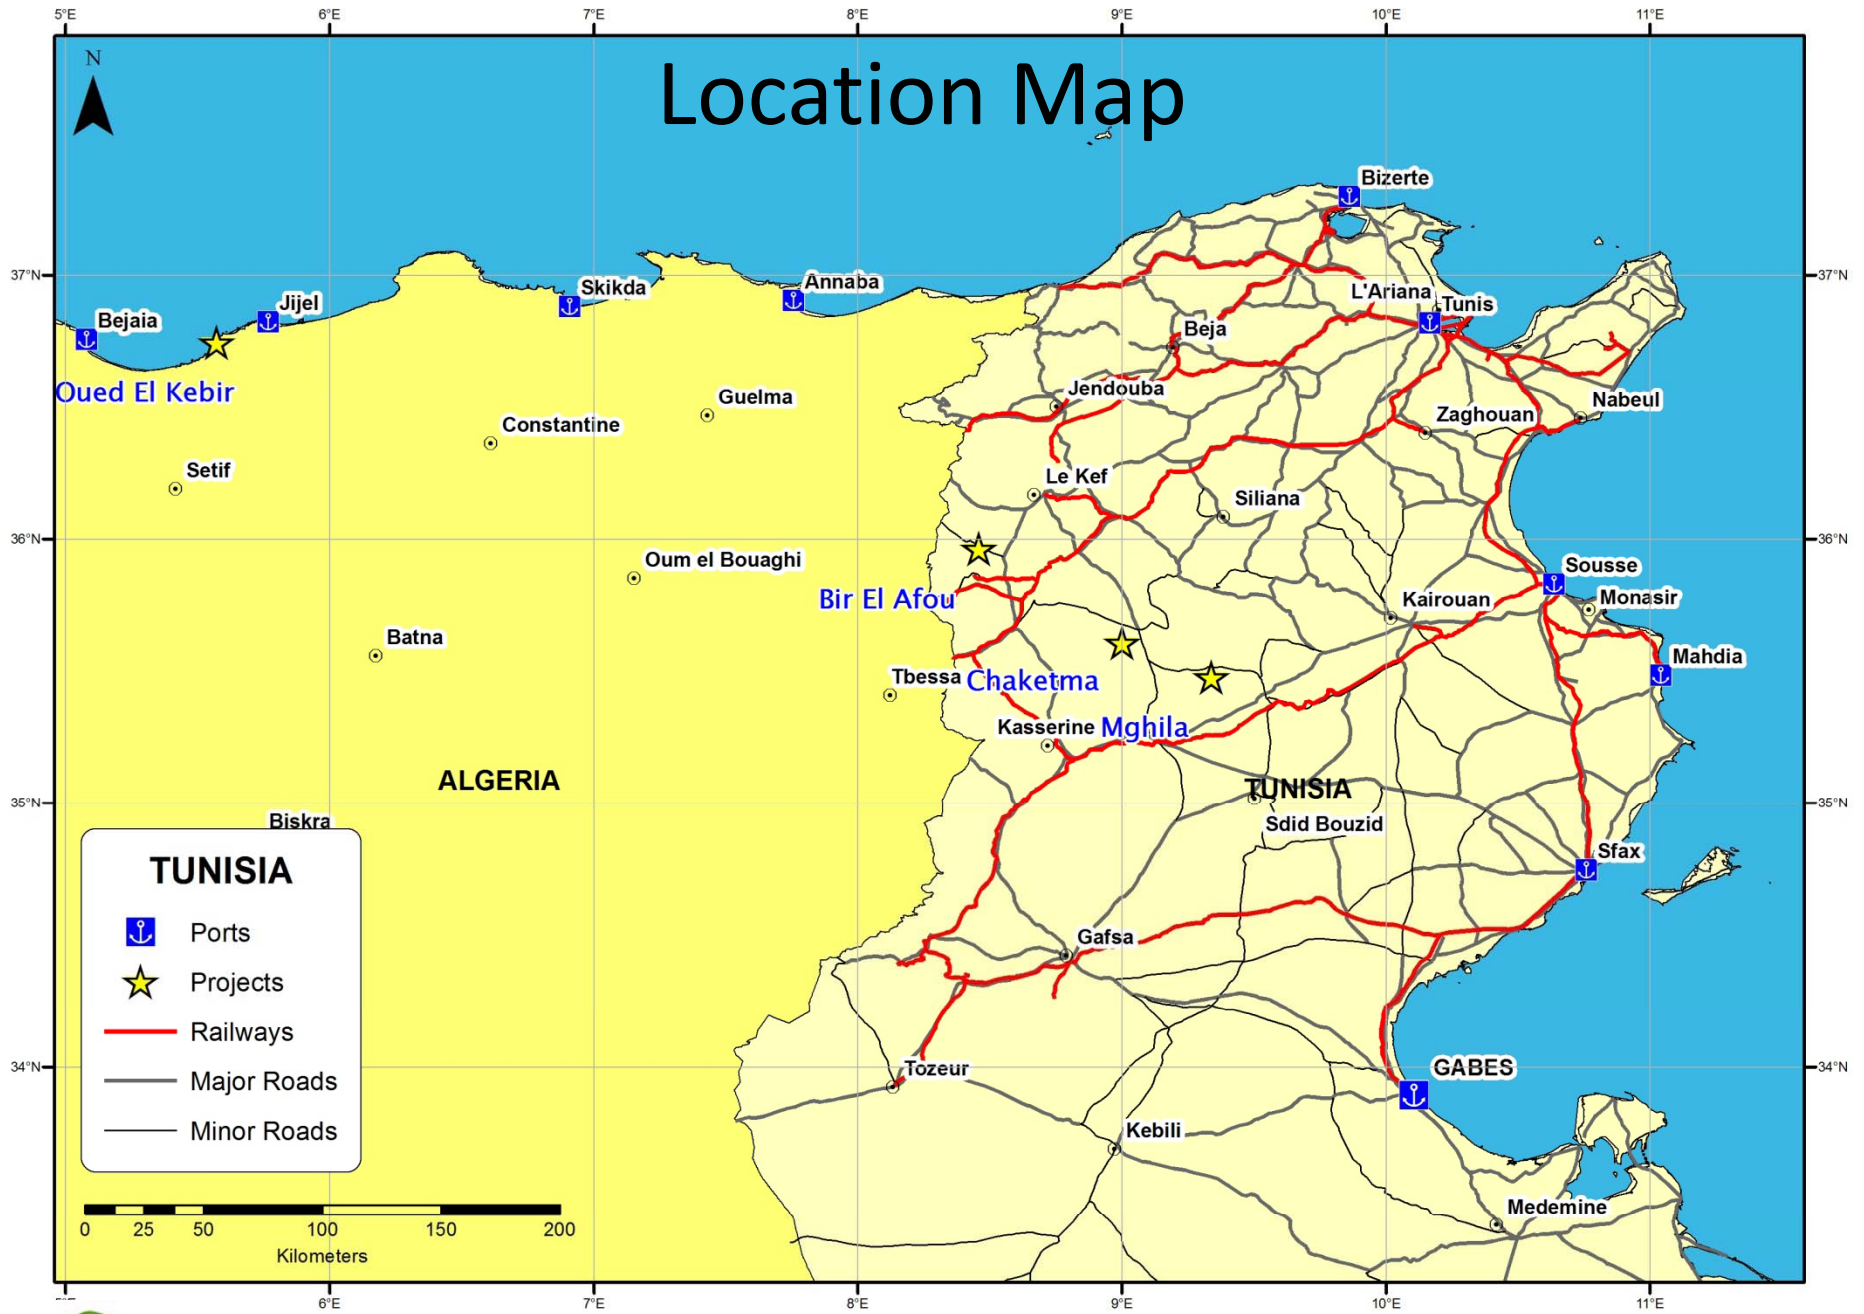 5°E 6°E 7°E 8°E 9°E 10°E 11°E
N
Location Map
Bizerte
37°N 37°N
Annaba
Skikda
L'Ariana
Tunis
Jijel
Bejaia
Beja
Oued El Kebir
Jendouba
Guelma
Nabeul
Zaghouan
Constantine
Setif
Le Kef
Siliana
36°N 36°N
Oum el Bouaghi
Sousse
Bir El Afou
Kairouan
Monasir
Batna
Mahdia
Tbessa
Chaketma
Kasserine
Mghila
ALGERIA
TUNISIA
35°N 35°N
Biskra
Sdid Bouzid
Sfax
TUNISIA
Ports
Projects
Railways
Major Roads
Minor Roads
Gafsa
34°N 34°N
Tozeur
GABES
Kebili
Medemine
0 25 50 100 150 200
Kilometers
6°E 7°E 8°E 9°E 10°E 11°E